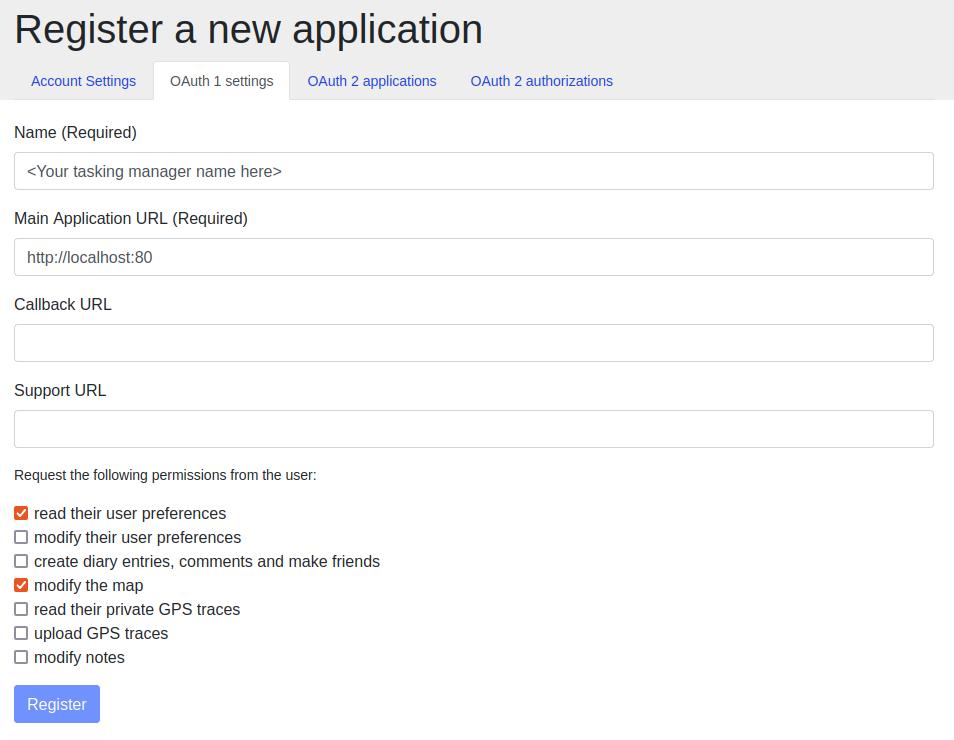 Register a new application
Account Settings OAuth 1 settings OAuth 2 applications OAuth 2 authorizations
Name (Required)
<Your tasking manager name here>
Main Application URL (Required)
http://localhost:80
Callback URL
Support URL
Request the following permissions from the user:
read their user preferences
modify their user preferences
create diary entries, comments and make friends
modify the map
read their private GPS traces
upload GPS traces
modify notes
Register